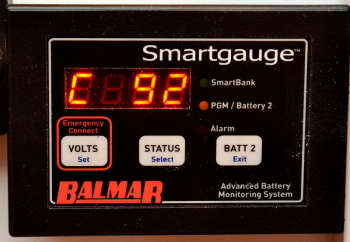 Smartgauge™
C 92
SmartBank
PGM / Battery 2
Alarm
Emergency
Connect
VOLTS
Set
STATUS
Select
BATT 2
Exit
BALMAR
Advanced Battery
Monitoring System